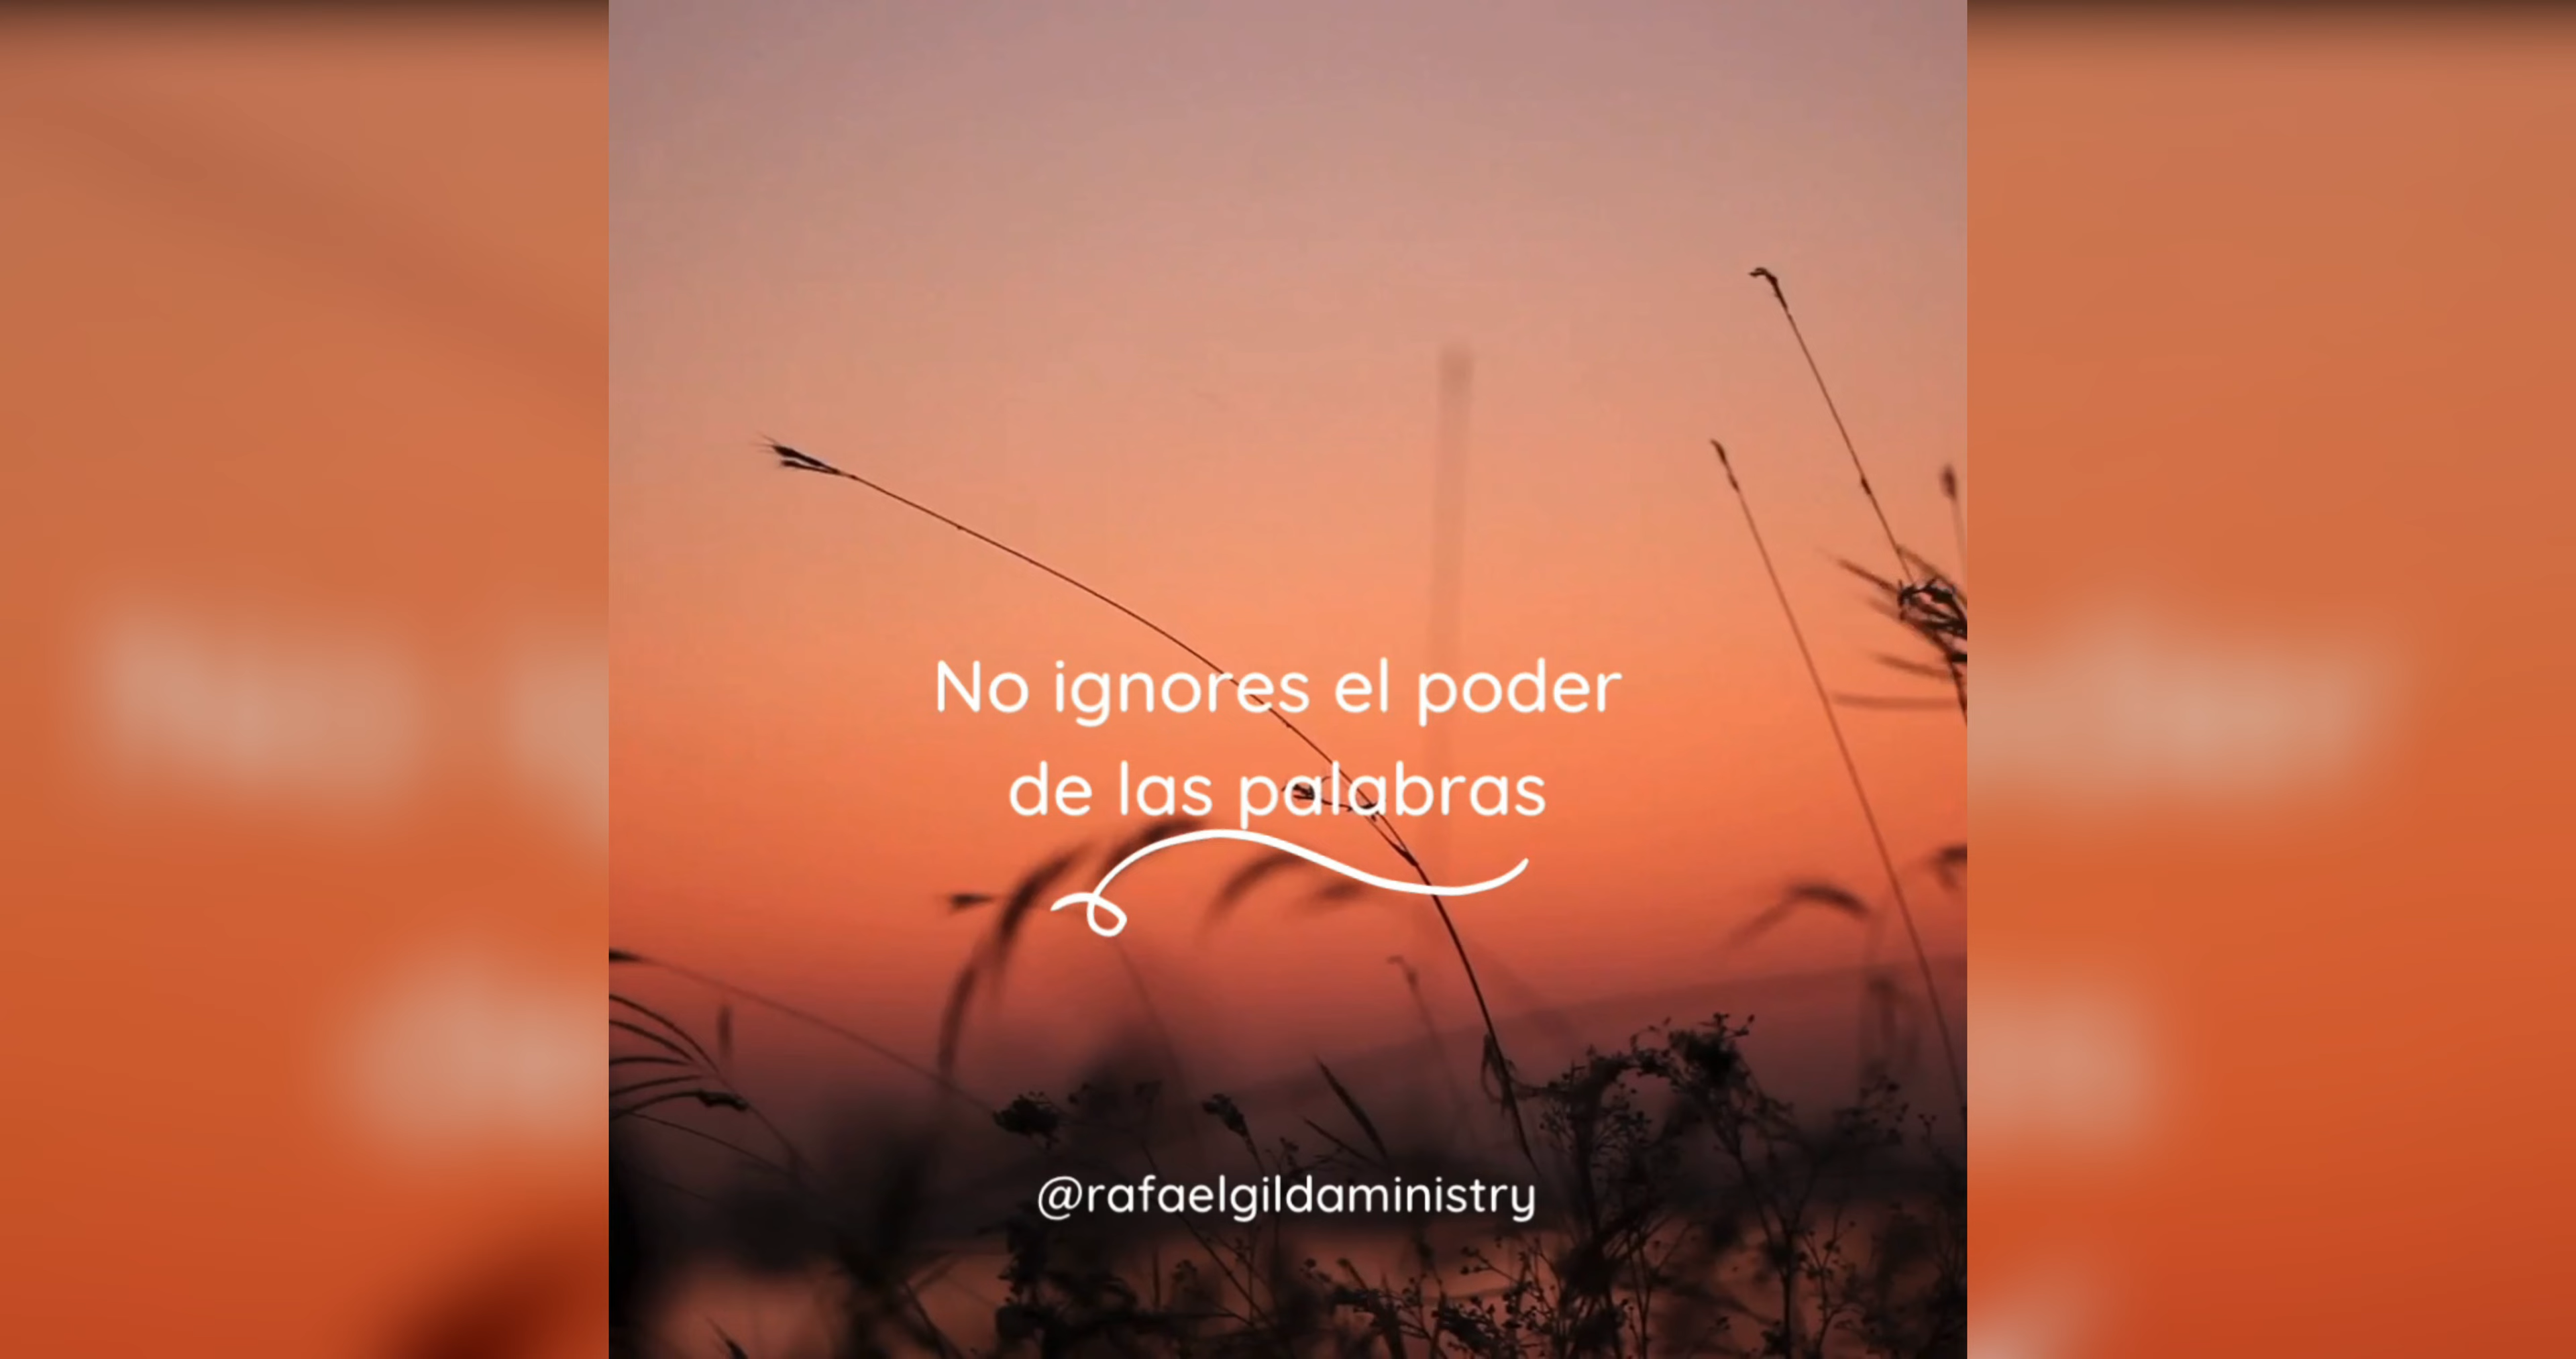 No ignores el poder
de las palabras
@rafaelgildaministry